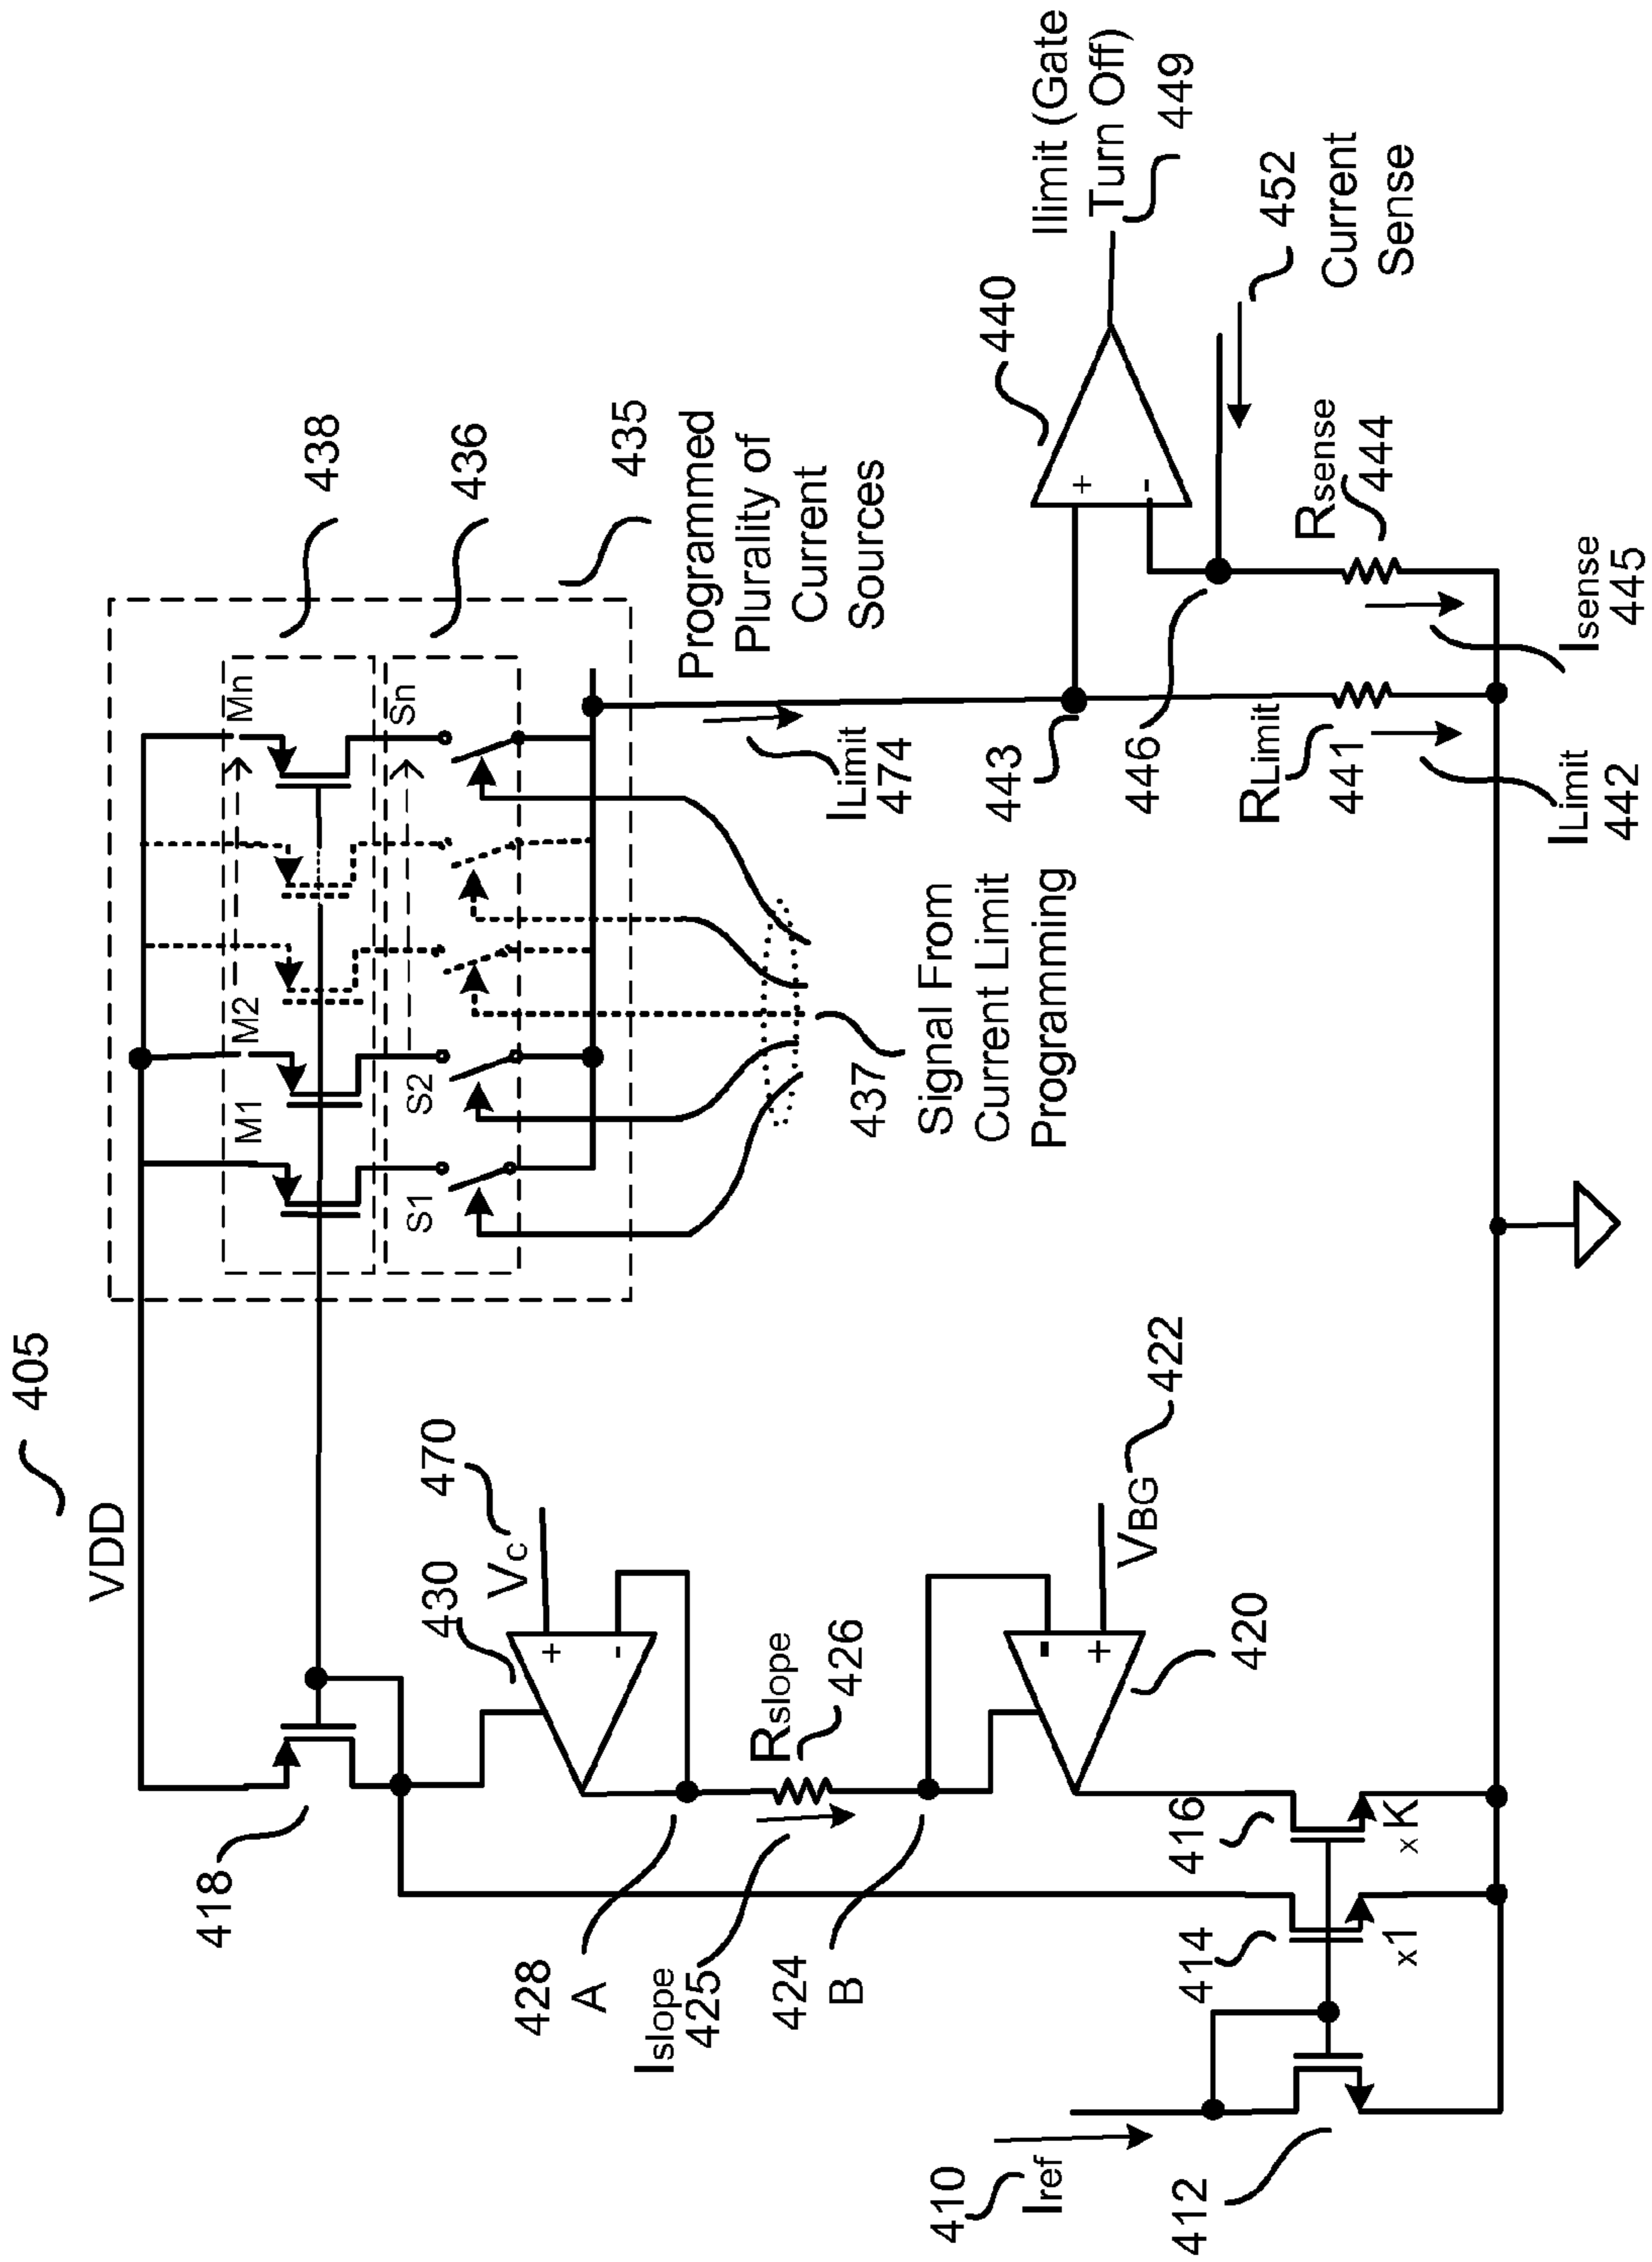 405
VDD
418
470
Vc
430
+
-
428
A
Islope
425
Rslope
426
424
B
-
+
VBG
422
420
410
Iref
412
414
x1
416
xK
M1
M2
Mn
S1
S2
Sn
438
436
435
Programmed
Plurality of
Current
Sources
437
Signal From
Current Limit
Programming
ILimit
474
443
446
440
+
-
Ilimit (Gate
Turn Off)
449
452
Current
Sense
RLimit
441
ILimit
442
Rsense
444
Isense
445